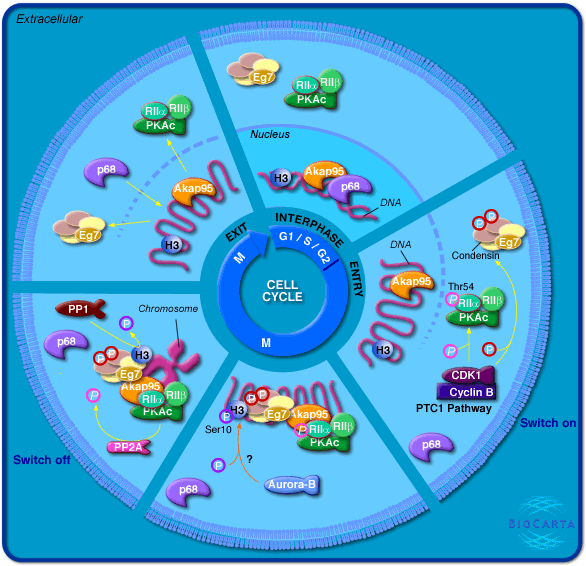 Extracellular
Eg7
RIIα
RIIβ
PKAc
RIIα
RIIβ
PKAc
Nucleus
p68
Akap95
Eg7
H3
H3
Akap95
p68
DNA
EXIT
INTERPHASE
ENTRY
G1 / S / G2
M
M
CELL
CYCLE
DNA
Akap95
H3
P
P
Eg7
Condensin
Thr54
P
RIIα
RIIβ
PKAc
P
P
CDK1
Cyclin B
PTC1 Pathway
p68
Switch on
PP1
P
Chromosome
p68
H3
P
P
Eg7
P
Akap95
RIIα
RIIβ
PKAc
PP2A
Switch off
H3
P
P
P
Eg7
Akap95
P
RIIα
RIIβ
PKAc
Ser10
P
?
Aurora-B
p68
BIOCARTA